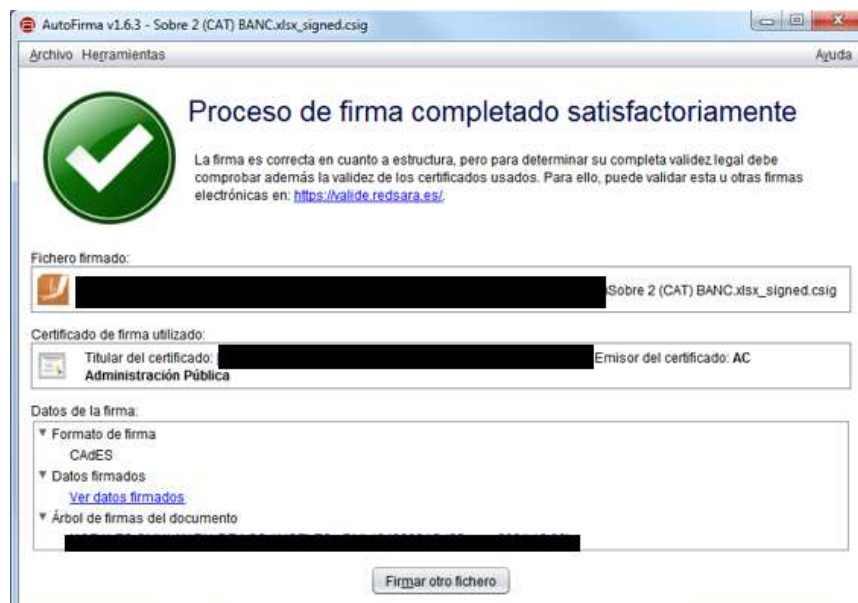 AutoFirma v1.6.3 - Sobre 2 (CAT) BANC.xlsx_signed.csig
Archivo Herramientas Ayuda
Proceso de firma completado satisfactoriamente
La firma es correcta en cuanto a estructura, pero para determinar su completa validez legal debe
comprobar además la validez de los certificados usados. Para ello, puede validar esta u otras firmas
electrónicas en: https://valide.redsara.es/.
Fichero firmado:
Sobre 2 (CAT) BANC.xlsx_signed.csig
Certificado de firma utilizado:
Titular del certificado: Emisor del certificado: AC
Administración Pública
Datos de la firma:
Formato de firma
CAdES
Datos firmados
Ver datos firmados
Árbol de firmas del documento
Firmar otro fichero